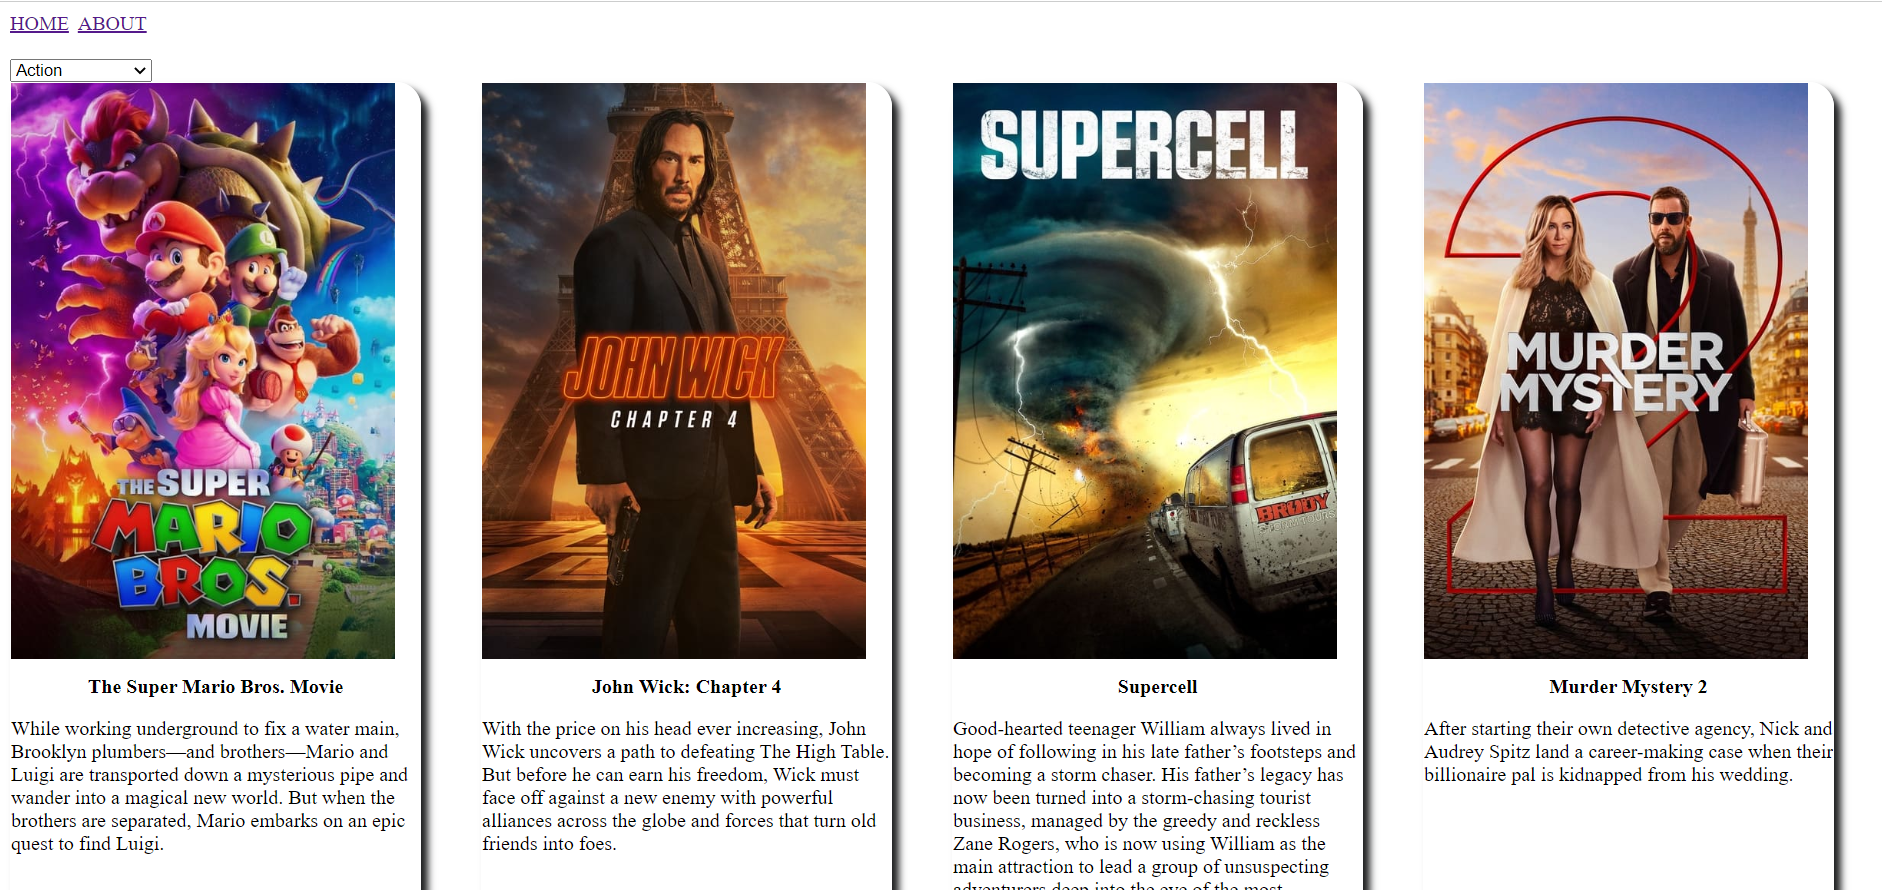 HOME ABOUT
Action
THE SUPER
MARIO
BROS.
MOVIE
The Super Mario Bros. Movie
While working underground to fix a water main,
Brooklyn plumbers—and brothers—Mario and
Luigi are transported down a mysterious pipe and
wander into a magical new world. But when the
brothers are separated, Mario embarks on an epic
quest to find Luigi.
JOHN WICK
CHAPTER 4
John Wick: Chapter 4
With the price on his head ever increasing, John
Wick uncovers a path to defeating The High Table.
But before he can earn his freedom, Wick must
face off against a new enemy with powerful
alliances across the globe and forces that turn old
friends into foes.
SUPERCELL
BRODY
STORM TOURS
Supercell
Good-hearted teenager William always lived in
hope of following in his late father’s footsteps and
becoming a storm chaser. His father’s legacy has
now been turned into a storm-chasing tourist
business, managed by the greedy and reckless
Zane Rogers, who is now using William as the
main attraction to lead a group of unsuspecting
adventurers deep into the eye of the most
2
MURDER
MYSTERY
Murder Mystery 2
After starting their own detective agency, Nick and
Audrey Spitz land a career-making case when their
billionaire pal is kidnapped from his wedding.